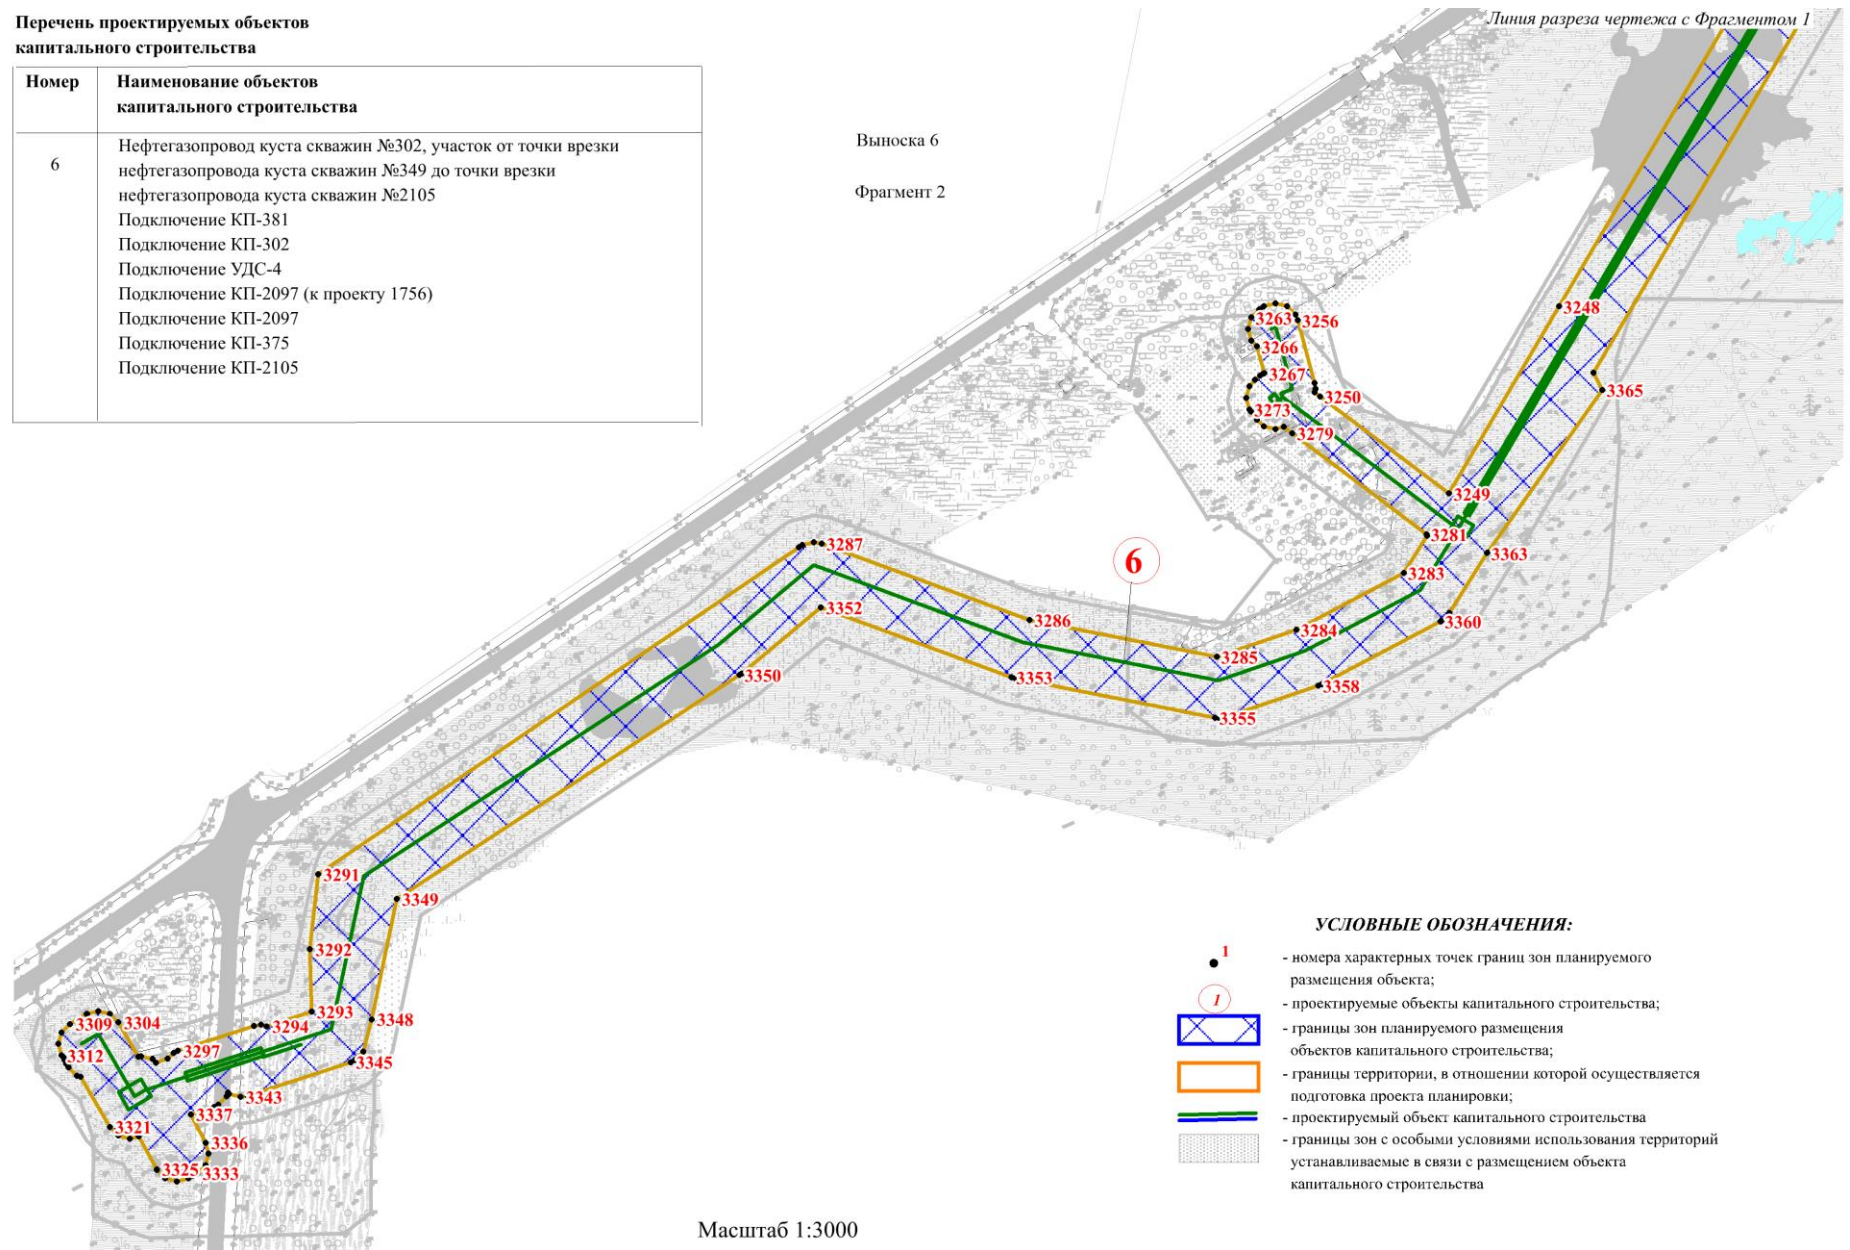 Перечень проектируемых объектов
капитального строительства
Номер
Наименование объектов
капитального строительства
6
Нефтегазопровод куста скважин №302, участок от точки врезки
нефтегазопровода куста скважин №349 до точки врезки
нефтегазопровода куста скважин №2105
Подключение КП-381
Подключение КП-302
Подключение УДС-4
Подключение КП-2097 (к проекту 1756)
Подключение КП-2097
Подключение КП-375
Подключение КП-2105
Выноска 6
Фрагмент 2
Линия разреза чертежа с Фрагментом 1
3248
3263
3256
3266
3267
3365
3250
3273
3279
3249
3281
3287
3363
6
3283
3352
3286
3360
3284
3285
3350
3353
3358
3355
3291
3349
3292
3293
3348
3309
3304
3294
3312
3297
3345
3343
3337
3321
3336
3325
3333
УСЛОВНЫЕ ОБОЗНАЧЕНИЯ:
1
- номера характерных точек границ зон планируемого
размещения объекта;
1
- проектируемые объекты капитального строительства;
- границы зон планируемого размещения
объектов капитального строительства;
- границы территории, в отношении которой осуществляется
подготовка проекта планировки;
- проектируемый объект капитального строительства
- границы зон с особыми условиями использования территорий
устанавливаемые в связи с размещением объекта
капитального строительства
Масштаб 1:3000